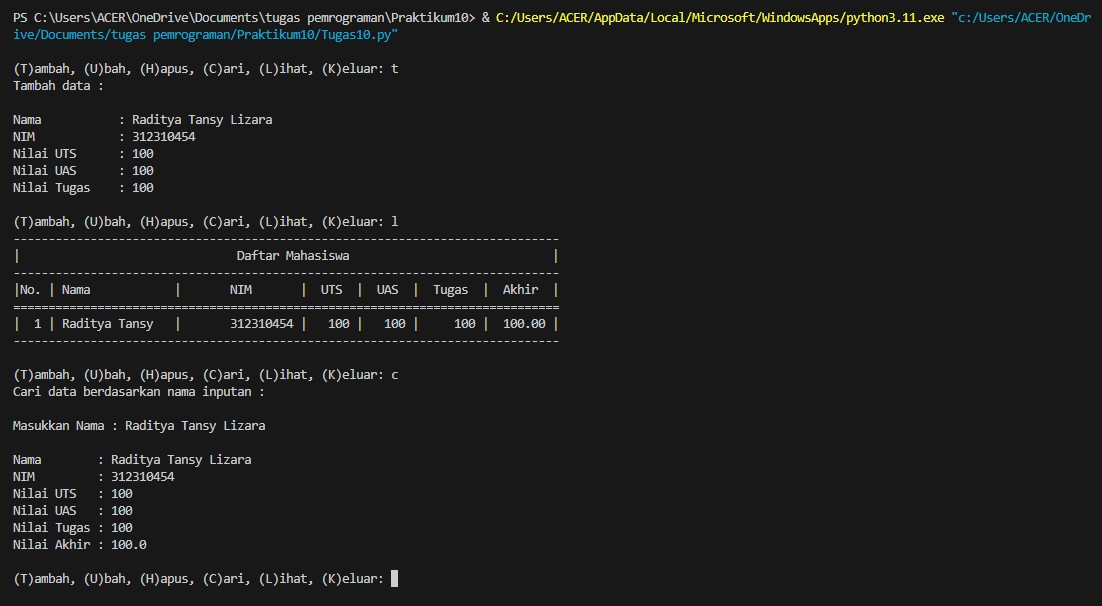 PS C:\Users\ACER\OneDrive\Documents\tugas pemrograman\Praktikum10> & C:/Users/ACER/AppData/Local/Microsoft/WindowsApps/python3.11.exe "c:/Users/ACER/OneDr
ive/Documents/tugas pemrograman/Praktikum10/Tugas10.py"
(T)ambah, (U)bah, (H)apus, (C)ari, (L)ihat, (K)eluar: t
Tambah data :
Nama           : Raditya Tansy Lizara
NIM            : 312310454
Nilai UTS      : 100
Nilai UAS      : 100
Nilai Tugas    : 100
(T)ambah, (U)bah, (H)apus, (C)ari, (L)ihat, (K)eluar: l
------------------------------------------------------------------------------
|                               Daftar Mahasiswa                             |
------------------------------------------------------------------------------
|No. | Nama            |       NIM       |  UTS  |  UAS  |  Tugas  |  Akhir  |
==============================================================================
|  1 | Raditya Tansy   |       312310454 |   100 |   100 |     100 |  100.00 |
------------------------------------------------------------------------------
(T)ambah, (U)bah, (H)apus, (C)ari, (L)ihat, (K)eluar: c
Cari data berdasarkan nama inputan :
Masukkan Nama : Raditya Tansy Lizara
Nama        : Raditya Tansy Lizara
NIM         : 312310454
Nilai UTS   : 100
Nilai UAS   : 100
Nilai Tugas : 100
Nilai Akhir : 100.0
(T)ambah, (U)bah, (H)apus, (C)ari, (L)ihat, (K)eluar: